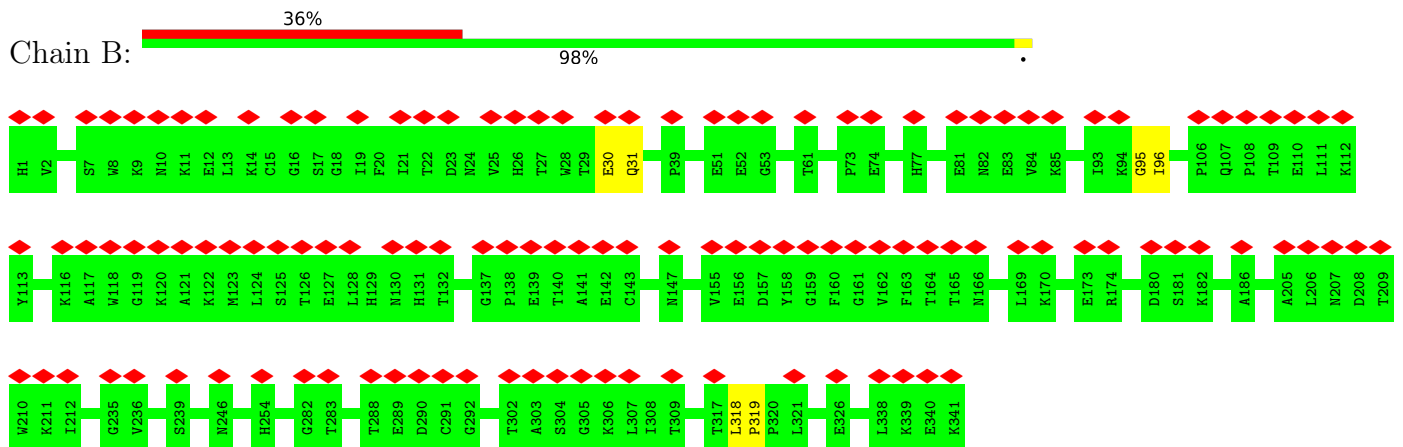 36%
Chain B:
98%
.
H1 V2 S7 W8 K9 N10 K11 E12 L13 K14 C15 G16 S17 G18 I19 F20 I21 T22 D23 N24 V25 H26 T27 W28 T29 E30 Q31 P39 E51 E52 G53 T61 P73 E74 H77 E81 N82 E83 V84 K85 I93 K94 G95 I96 P106 Q107 P108 T109 E110 L111 K112
Y113 K116 A117 W118 G119 K120 A121 K122 M123 L124 S125 T126 E127 L128 H129 N130 H131 T132 G137 P138 E139 T140 A141 E142 C143 N147 V155 E156 D157 Y158 G159 F160 G161 V162 F163 T164 T165 N166 L169 K170 E173 R174 D180 S181 K182 A186 A205 L206 N207 D208 T209
W210 K211 I212 G235 V236 S239 N246 H254 G282 T283 T288 E289 D290 C291 G292 T302 A303 S304 G305 K306 L307 I308 T309 T317 L318 P319 P320 L321 E326 L338 K339 E340 K341